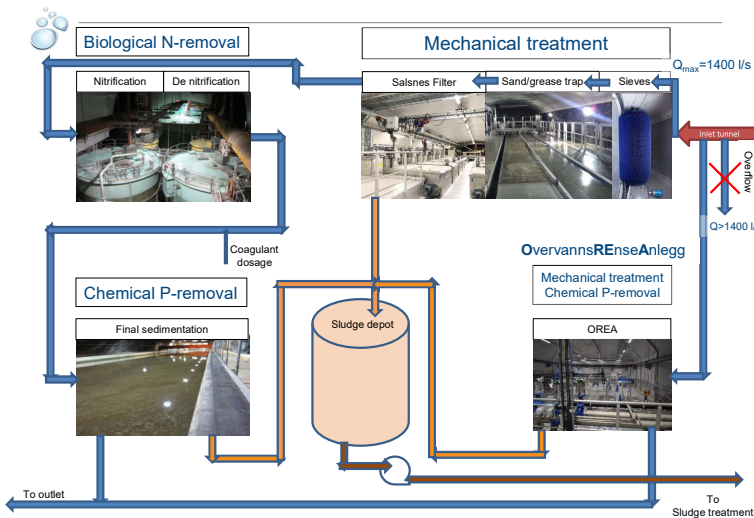 Biological N-removal
Mechanical treatment
Qmax=1400 l/s
Nitrification
De nitrification
Salsnes Filter
Sand/grease trap
Sieves
Inlet tunnel
Overflow
Q>1400 l/
Coagulant
dosage
OvervannsREnseAnlegg
Mechanical treatment
Chemical P-removal
Chemical P-removal
Final sedimentation
Sludge depot
OREA
To outlet
To
Sludge treatment